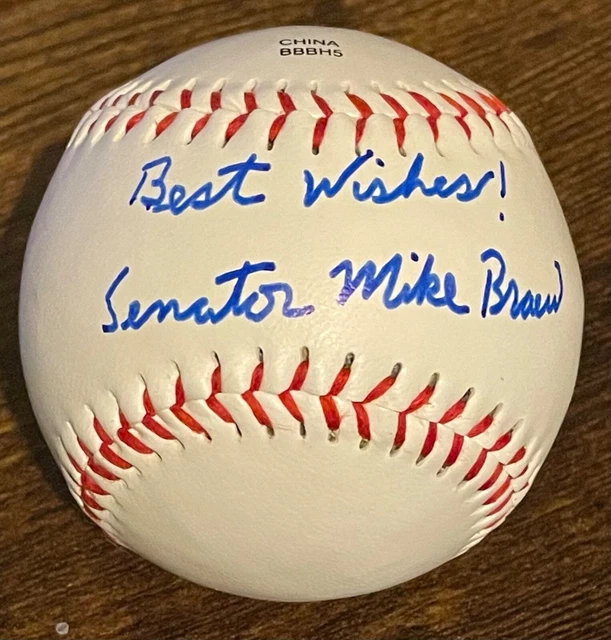 CHINA
BBBH5
Best Wishes!
Senator Mike Braun